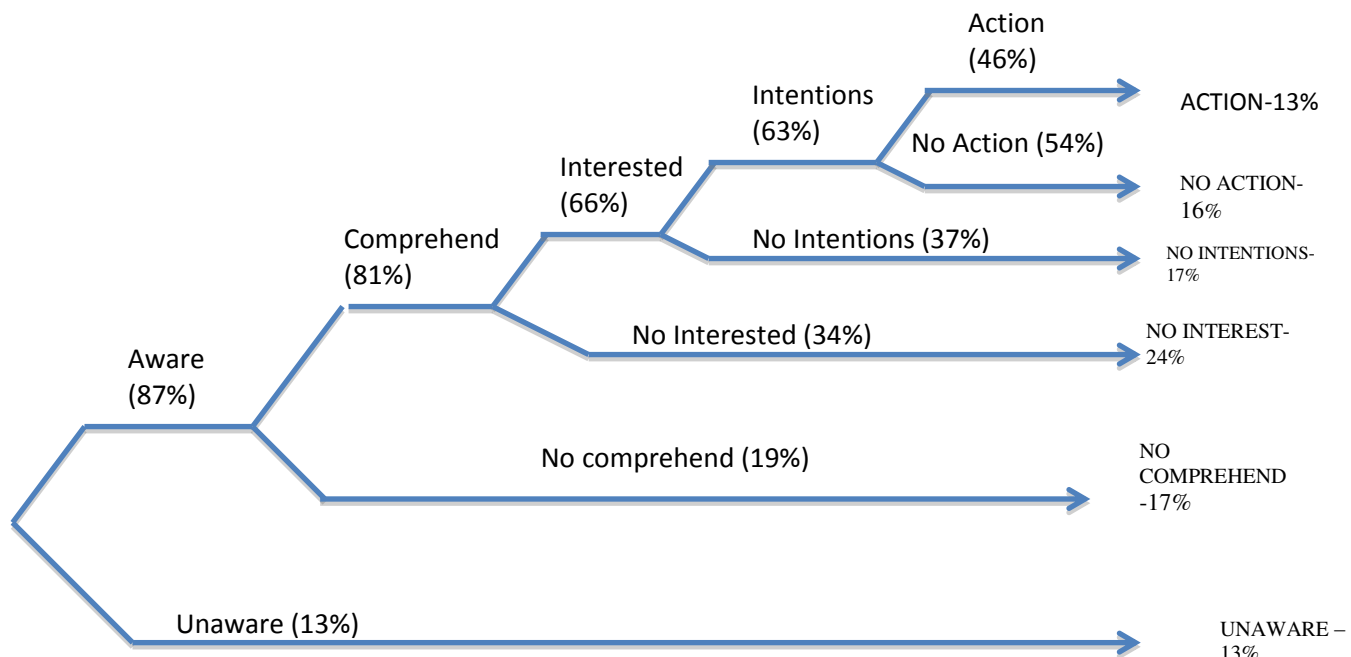 Action
(46%)
ACTION-13%
Intentions
(63%)
No Action (54%)
Interested
(66%)
NO ACTION-
16%
Comprehend
(81%)
No Intentions (37%)
NO INTENTIONS-
17%
No Interested (34%)
NO INTEREST-
24%
Aware
(87%)
No comprehend (19%)
NO
COMPREHEND
-17%
Unaware (13%)
UNAWARE –
13%